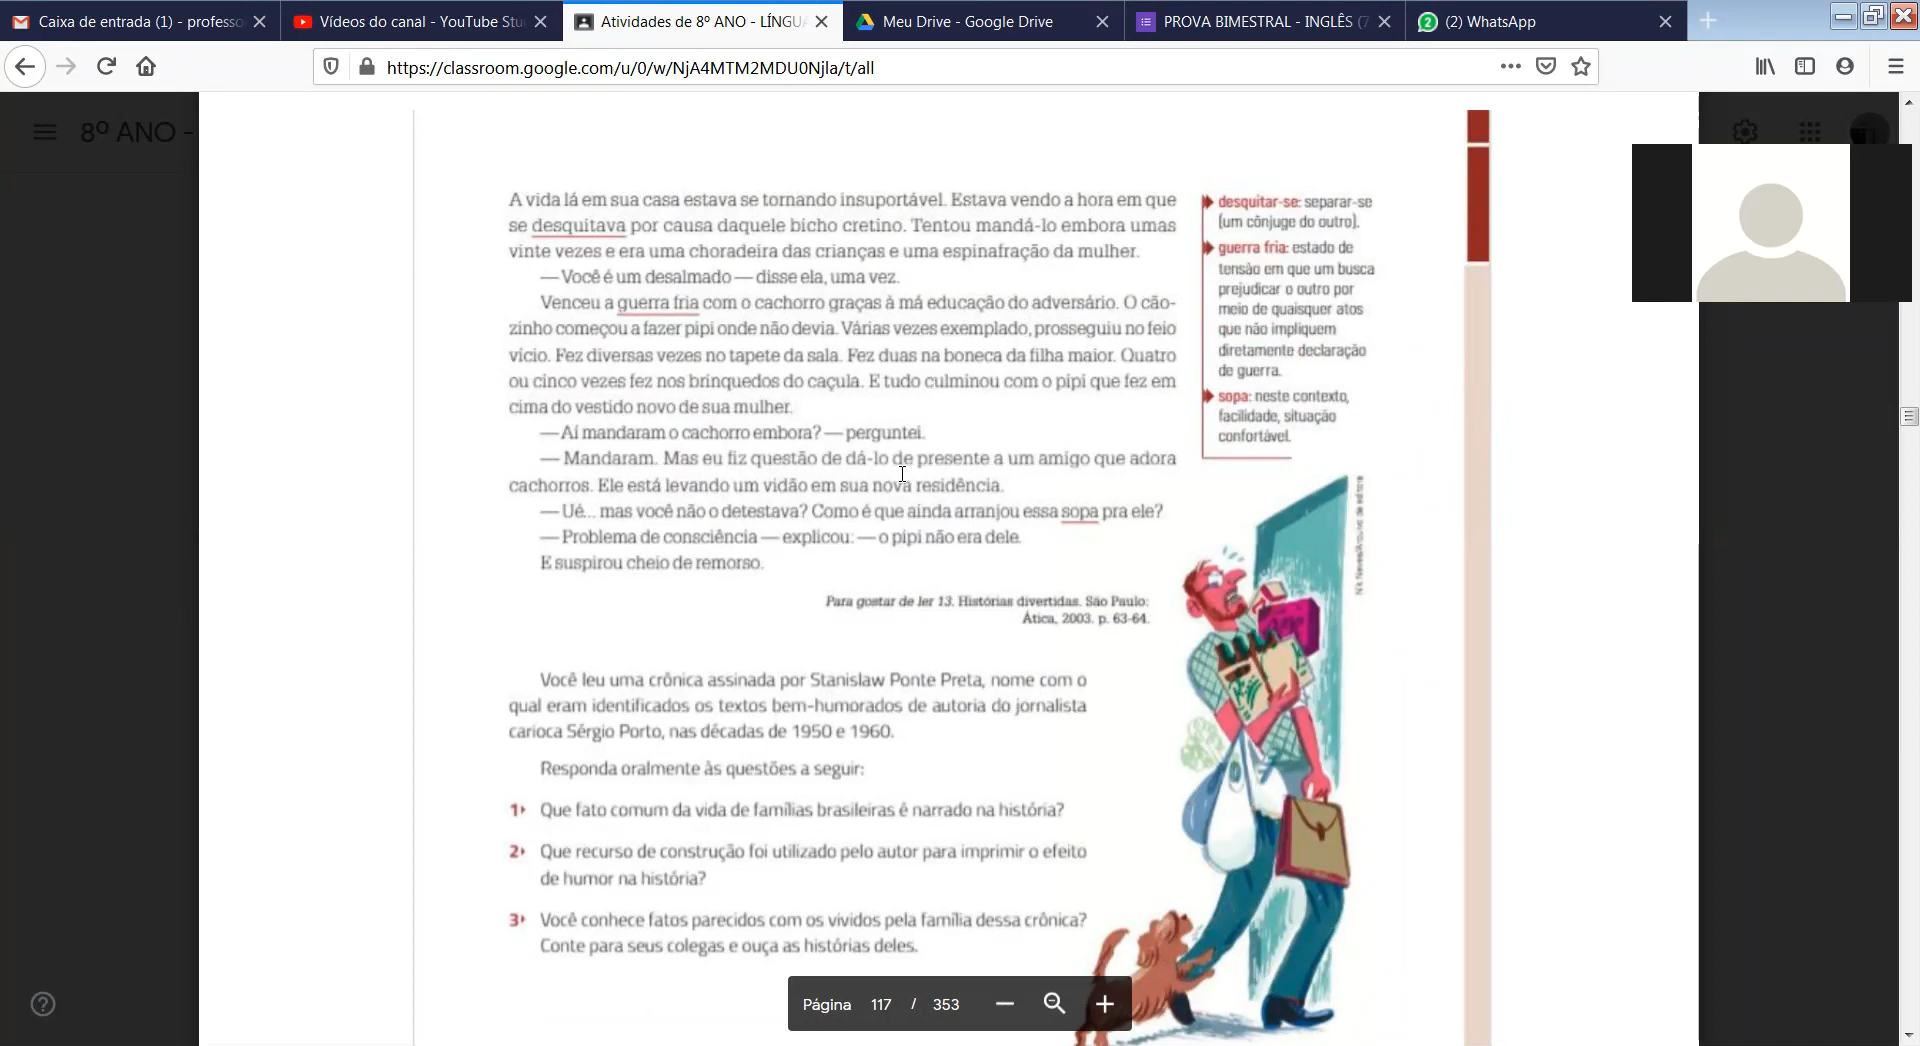 Caixa de entrada (1) - professo
Vídeos do canal - YouTube Stu
Atividades de 8º ANO - LÍNGUA
Meu Drive - Google Drive
PROVA BIMESTRAL - INGLÊS (7
(2) WhatsApp
https://classroom.google.com/u/0/w/NjA4MTM2MDU0Njla/t/all
8º ANO -
A vida lá em sua casa estava se tornando insuportável. Estava vendo a hora em que
se desquitava por causa daquele bicho cretino. Tentou mandá-lo embora umas
vinte vezes e era uma choradeira das crianças e uma espinafração da mulher.
— Você é um desalmado — disse ela, uma vez.
Venceu a guerra fria com o cachorro graças à má educação do adversário. O cão-
zinho começou a fazer pipi onde não devia. Várias vezes exemplado, prosseguiu no feio
vício. Fez diversas vezes no tapete da sala. Fez duas na boneca da filha maior. Quatro
ou cinco vezes fez nos brinquedos do caçula. E tudo culminou com o pipi que fez em
cima do vestido novo de sua mulher.
— Aí mandaram o cachorro embora? — perguntei.
— Mandaram. Mas eu fiz questão de dá-lo de presente a um amigo que adora
cachorros. Ele está levando um vidão em sua nova residência.
— Ué... mas você não o detestava? Como é que ainda arranjou essa sopa pra ele?
— Problema de consciência — explicou: — o pipi não era dele.
E suspirou cheio de remorso.
Para gostar de ler 13. Histórias divertidas. São Paulo:
Ática, 2003. p. 63-64.
desquitar-se: separar-se
(um cônjuge do outro).
guerra fria: estado de
tensão em que um busca
prejudicar o outro por
meio de quaisquer atos
que não impliquem
diretamente declaração
de guerra.
sopa: neste contexto,
facilidade, situação
confortável.
Nik Neves/Arquivo da editora
Você leu uma crônica assinada por Stanislaw Ponte Preta, nome com o
qual eram identificados os textos bem-humorados de autoria do jornalista
carioca Sérgio Porto, nas décadas de 1950 e 1960.
Responda oralmente às questões a seguir:
1 Que fato comum da vida de famílias brasileiras é narrado na história?
2 Que recurso de construção foi utilizado pelo autor para imprimir o efeito
de humor na história?
3 Você conhece fatos parecidos com os vividos pela família dessa crônica?
Conte para seus colegas e ouça as histórias deles.
Página 117 / 353